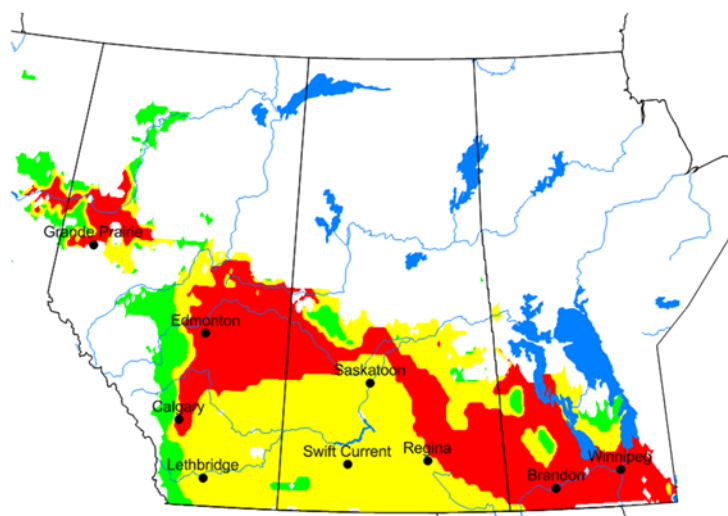 Grande Prairie
Edmonton
Saskatoon
Calgary
Lethbridge
Swift Current
Regina
Brandon
Winnipeg